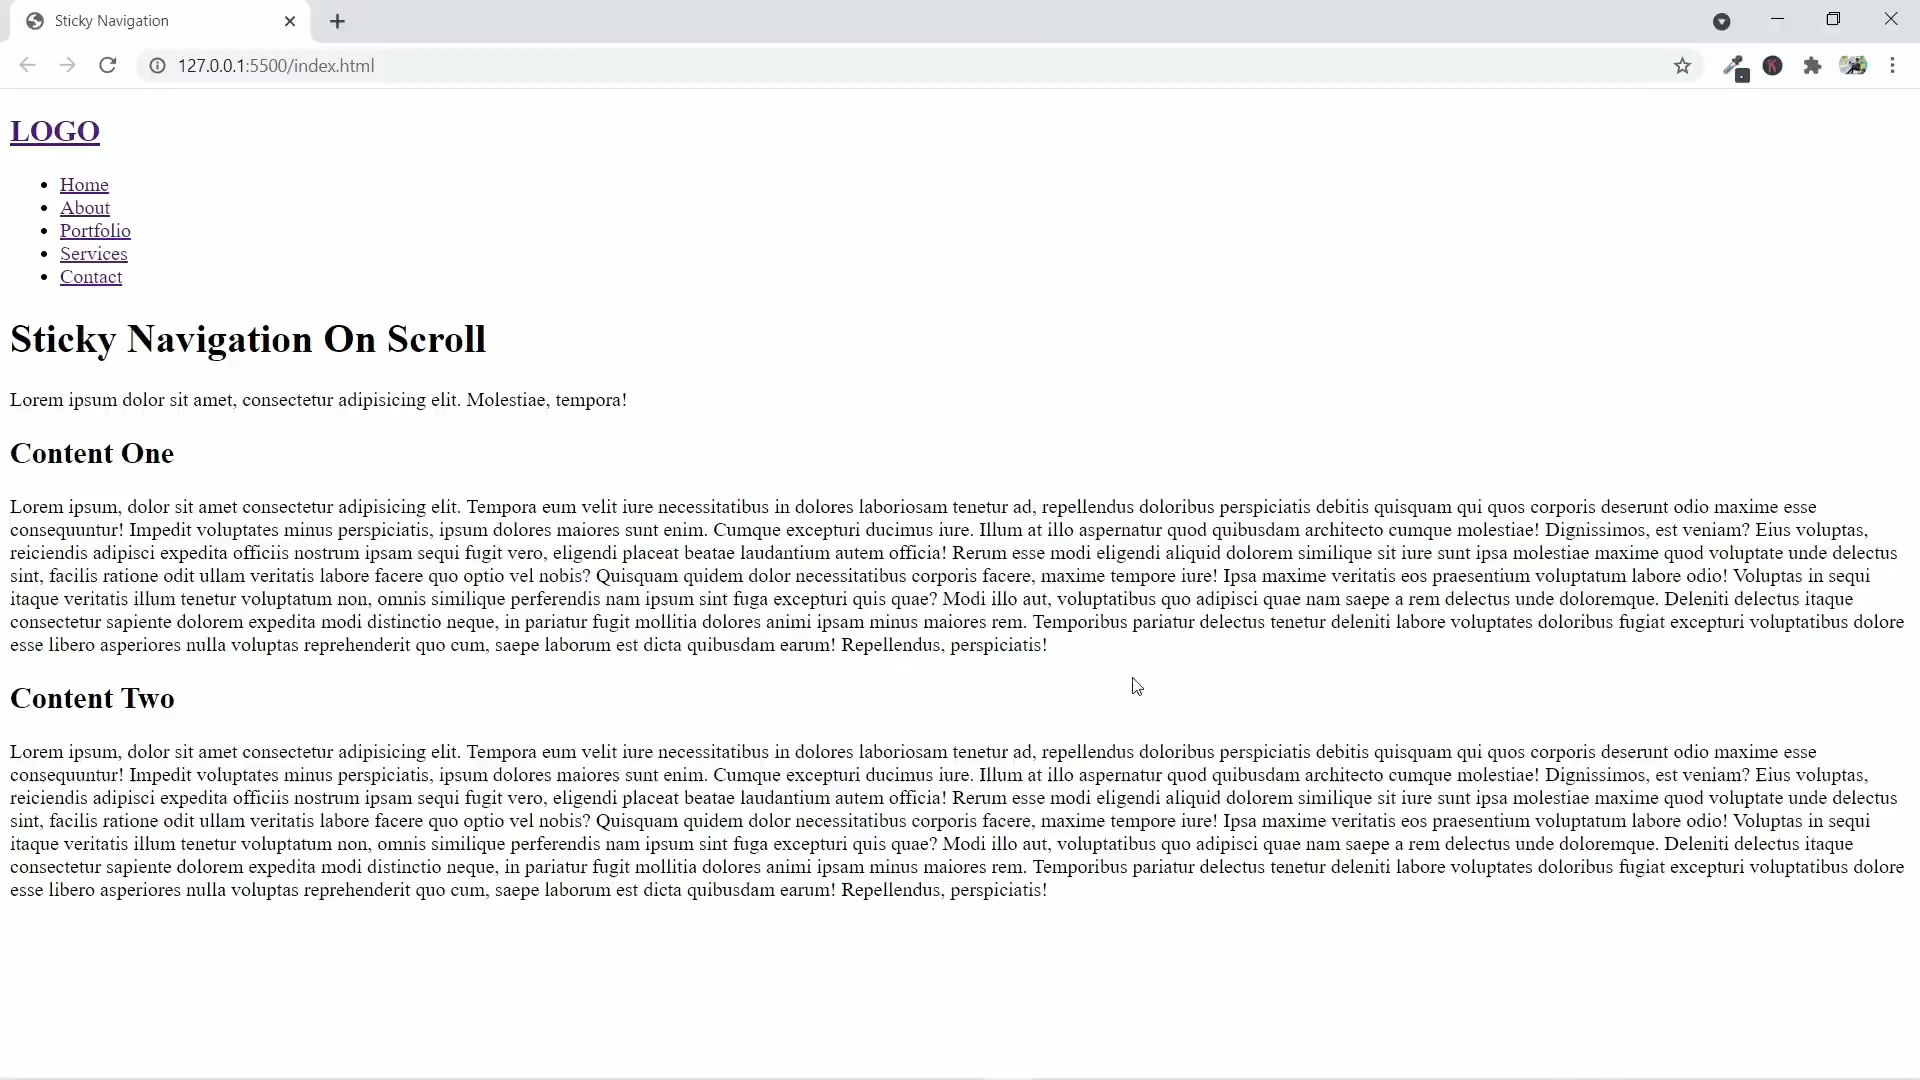 Sticky Navigation
127.0.0.1:5500/index.html
LOGO
Home
About
Portfolio
Services
Contact
Sticky Navigation On Scroll
Lorem ipsum dolor sit amet, consectetur adipisicing elit. Molestiae, tempora!
Content One
Lorem ipsum, dolor sit amet consectetur adipisicing elit. Tempora eum velit iure necessitatibus in dolores laboriosam tenetur ad, repellendus doloribus perspiciatis debitis quisquam qui quos corporis deserunt odio maxime esse
consequuntur! Impedit voluptates minus perspiciatis, ipsum dolores maiores sunt enim. Cumque excepturi ducimus iure. Illum at illo aspernatur quod quibusdam architecto cumque molestiae! Dignissimos, est veniam? Eius voluptas,
reiciendis adipisci expedita officiis nostrum ipsam sequi fugit vero, eligendi placeat beatae laudantium autem officia! Rerum esse modi eligendi aliquid dolorem similique sit iure sunt ipsa molestiae maxime quod voluptate unde delectus
sint, facilis ratione odit ullam veritatis labore facere quo optio vel nobis? Quisquam quidem dolor necessitatibus corporis facere, maxime tempore iure! Ipsa maxime veritatis eos praesentium voluptatum labore odio! Voluptas in sequi
itaque veritatis illum tenetur voluptatum non, omnis similique perferendis nam ipsum sint fuga excepturi quis quae? Modi illo aut, voluptatibus quo adipisci quae nam saepe a rem delectus unde doloremque. Deleniti delectus itaque
consectetur sapiente dolorem expedita modi distinctio neque, in pariatur fugit mollitia dolores animi ipsam minus maiores rem. Temporibus pariatur delectus tenetur deleniti labore voluptates doloribus fugiat excepturi voluptatibus dolore
esse libero asperiores nulla voluptas reprehenderit quo cum, saepe laborum est dicta quibusdam earum! Repellendus, perspiciatis!
Content Two
Lorem ipsum, dolor sit amet consectetur adipisicing elit. Tempora eum velit iure necessitatibus in dolores laboriosam tenetur ad, repellendus doloribus perspiciatis debitis quisquam qui quos corporis deserunt odio maxime esse
consequuntur! Impedit voluptates minus perspiciatis, ipsum dolores maiores sunt enim. Cumque excepturi ducimus iure. Illum at illo aspernatur quod quibusdam architecto cumque molestiae! Dignissimos, est veniam? Eius voluptas,
reiciendis adipisci expedita officiis nostrum ipsam sequi fugit vero, eligendi placeat beatae laudantium autem officia! Rerum esse modi eligendi aliquid dolorem similique sit iure sunt ipsa molestiae maxime quod voluptate unde delectus
sint, facilis ratione odit ullam veritatis labore facere quo optio vel nobis? Quisquam quidem dolor necessitatibus corporis facere, maxime tempore iure! Ipsa maxime veritatis eos praesentium voluptatum labore odio! Voluptas in sequi
itaque veritatis illum tenetur voluptatum non, omnis similique perferendis nam ipsum sint fuga excepturi quis quae? Modi illo aut, voluptatibus quo adipisci quae nam saepe a rem delectus unde doloremque. Deleniti delectus itaque
consectetur sapiente dolorem expedita modi distinctio neque, in pariatur fugit mollitia dolores animi ipsam minus maiores rem. Temporibus pariatur delectus tenetur deleniti labore voluptates doloribus fugiat excepturi voluptatibus dolore
esse libero asperiores nulla voluptas reprehenderit quo cum, saepe laborum est dicta quibusdam earum! Repellendus, perspiciatis!